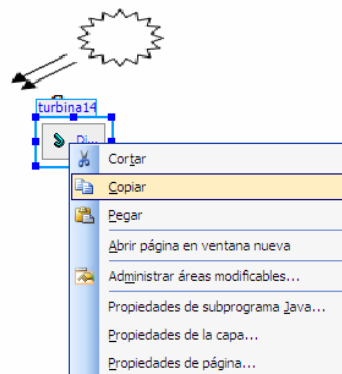 turbina14
Di...
Cortar
Copiar
Pegar
Abrir página en ventana nueva
Administrar áreas modificables...
Propiedades de subprograma Java...
Propiedades de la capa...
Propiedades de página...